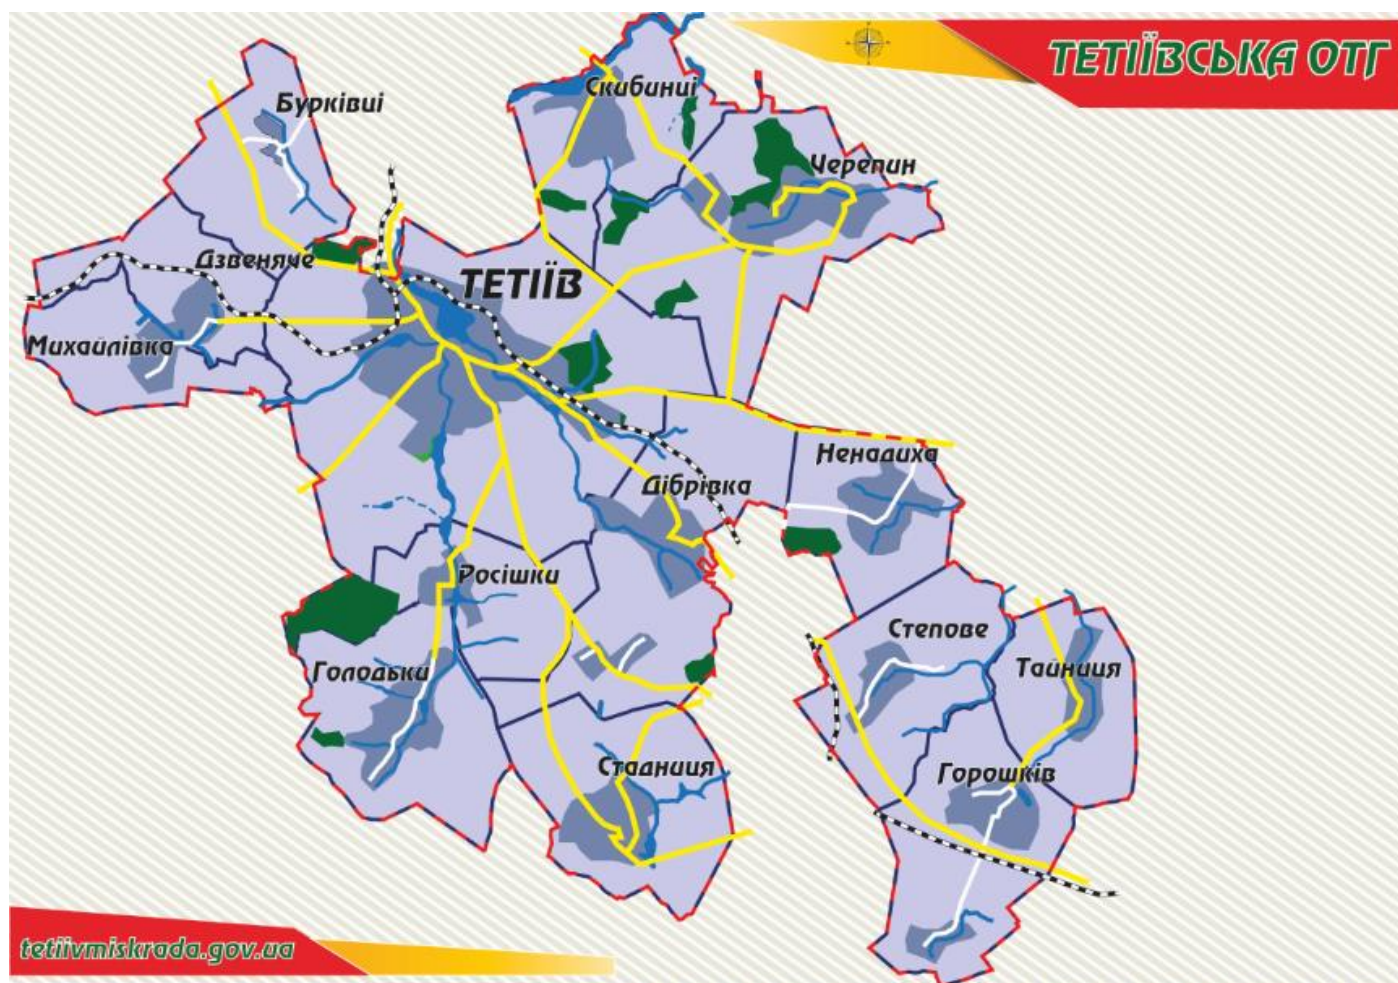 ТЕТІЇВСЬКА ОТГ
Скибинці
Бурківці
Черепин
Дзвеняче
ТЕТІЇВ
Михайлівка
Ненадиха
Дібрівка
Росішки
Степове
Голодьки
Тайниця
Стадниця
Горошків
tetiivmiskrada.gov.ua